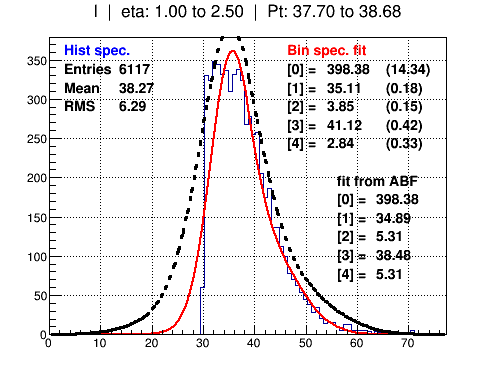 I | eta: 1.00 to 2.50 | Pt: 37.70 to 38.68
Hist spec.
Entries 6117
Mean 38.27
RMS 6.29
Bin spec. fit
[0] = 398.38 (14.34)
[1] = 35.11 (0.18)
[2] = 3.85 (0.15)
[3] = 41.12 (0.42)
[4] = 2.84 (0.33)
fit from ABF
[0] = 398.38
[1] = 34.89
[2] = 5.31
[3] = 38.48
[4] = 5.31
350
300
250
200
150
100
50
0
0 10 20 30 40 50 60 70